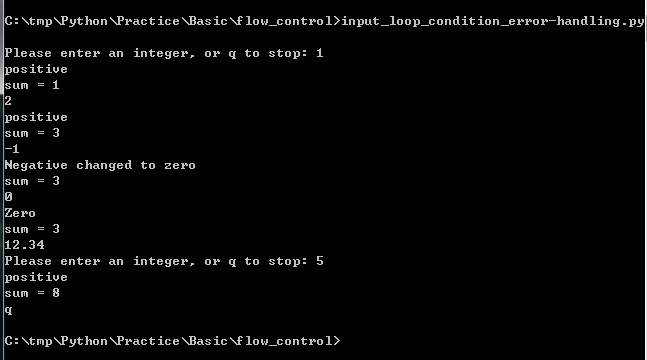 C:\tmp\Python\Practice\Basic\flow_control>input_loop_condition_error-handling.py
Please enter an integer, or q to stop: 1
positive
sum = 1
2
positive
sum = 3
-1
Negative changed to zero
sum = 3
0
Zero
sum = 3
12.34
Please enter an integer, or q to stop: 5
positive
sum = 8
q
C:\tmp\Python\Practice\Basic\flow_control>